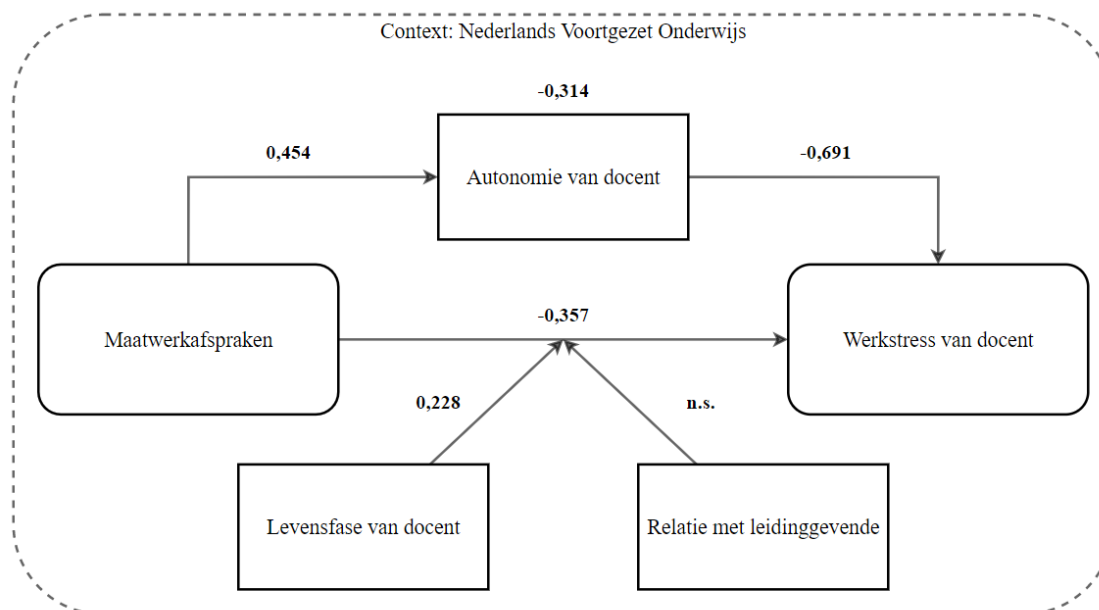 Context: Nederlands Voortgezet Onderwijs
-0,314
0,454
-0,691
Autonomie van docent
Maatwerkafspraken
-0,357
Werkstress van docent
0,228
n.s.
Levensfase van docent
Relatie met leidinggevende